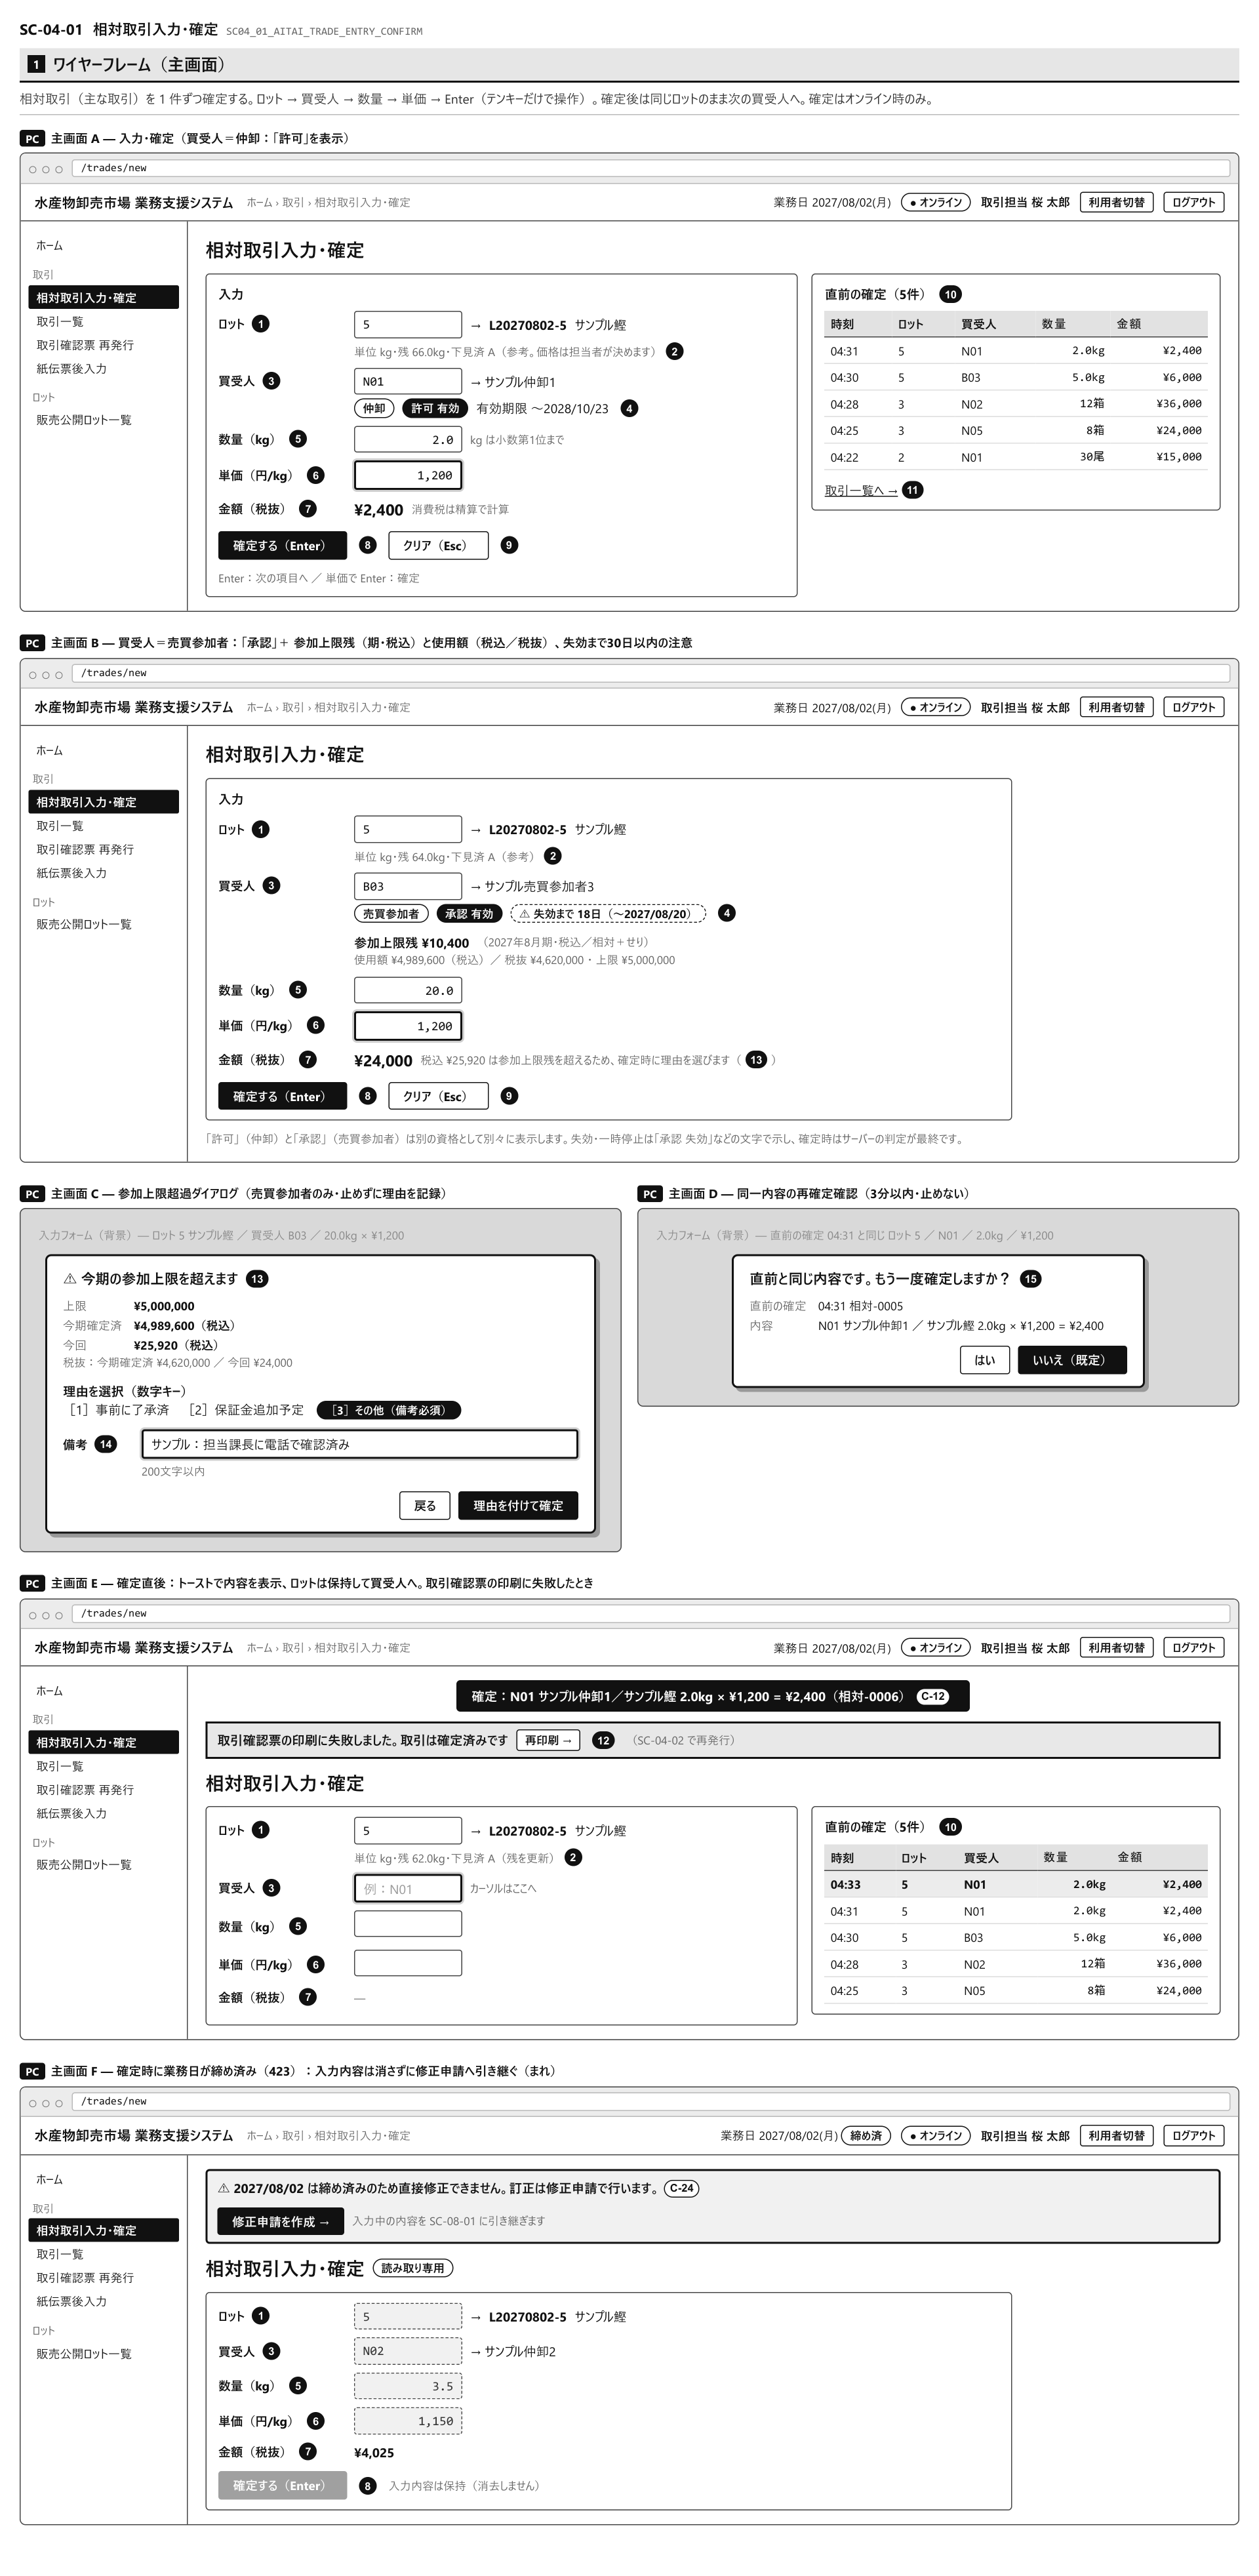 SC-04-01 相対取引入力・確定 SC04_01_AITAI_TRADE_ENTRY_CONFIRM
1 ワイヤーフレーム（主画面）
相対取引（主な取引）を 1 件ずつ確定する。ロット → 買受人 → 数量 → 単価 → Enter（テンキーだけで操作）。確定後は同じロットのまま次の買受人へ。確定はオンライン時のみ。
PC 主画面 A — 入力・確定（買受人＝仲卸：「許可」を表示）
/trades/new
水産物卸売市場 業務支援システム ホーム › 取引 › 相対取引入力・確定 業務日 2027/08/02(月) ● オンライン 取引担当 桜 太郎 利用者切替 ログアウト
ホーム
取引
相対取引入力・確定
取引一覧
取引確認票 再発行
紙伝票後入力
ロット
販売公開ロット一覧
相対取引入力・確定
入力
ロット 1 5 → L20270802-5 サンプル鰹
単位 kg・残 66.0kg・下見済 A（参考。価格は担当者が決めます） 2
買受人 3 N01 → サンプル仲卸1
仲卸 許可 有効 有効期限 〜2028/10/23 4
数量（kg） 5 2.0 kg は小数第1位まで
単価（円/kg） 6 1,200
金額（税抜） 7 ¥2,400 消費税は精算で計算
確定する（Enter） 8 クリア（Esc） 9
Enter：次の項目へ ／ 単価で Enter：確定
直前の確定（5件） 10
時刻 ロット 買受人 数量 金額
04:31 5 N01 2.0kg ¥2,400
04:30 5 B03 5.0kg ¥6,000
04:28 3 N02 12箱 ¥36,000
04:25 3 N05 8箱 ¥24,000
04:22 2 N01 30尾 ¥15,000
取引一覧へ → 11
PC 主画面 B — 買受人＝売買参加者：「承認」＋ 参加上限残（期・税込）と使用額（税込／税抜）、失効まで30日以内の注意
/trades/new
水産物卸売市場 業務支援システム ホーム › 取引 › 相対取引入力・確定 業務日 2027/08/02(月) ● オンライン 取引担当 桜 太郎 利用者切替 ログアウト
ホーム
取引
相対取引入力・確定
取引一覧
取引確認票 再発行
紙伝票後入力
ロット
販売公開ロット一覧
相対取引入力・確定
入力
ロット 1 5 → L20270802-5 サンプル鰹
単位 kg・残 64.0kg・下見済 A（参考） 2
買受人 3 B03 → サンプル売買参加者3
売買参加者 承認 有効 ⚠ 失効まで 18日（〜2027/08/20） 4
参加上限残 ¥10,400 （2027年8月期・税込／相対＋せり）
使用額 ¥4,989,600（税込）／ 税抜 ¥4,620,000・上限 ¥5,000,000
数量（kg） 5 20.0
単価（円/kg） 6 1,200
金額（税抜） 7 ¥24,000 税込 ¥25,920 は参加上限残を超えるため、確定時に理由を選びます（ 13 ）
確定する（Enter） 8 クリア（Esc） 9
「許可」（仲卸）と「承認」（売買参加者）は別の資格として別々に表示します。失効・一時停止は「承認 失効」などの文字で示し、確定時はサーバーの判定が最終です。
PC 主画面 C — 参加上限超過ダイアログ（売買参加者のみ・止めずに理由を記録）
入力フォーム（背景）— ロット 5 サンプル鰹 ／ 買受人 B03 ／ 20.0kg × ¥1,200
⚠ 今期の参加上限を超えます 13
上限 ¥5,000,000
今期確定済 ¥4,989,600（税込）
今回 ¥25,920（税込）
税抜：今期確定済 ¥4,620,000 ／ 今回 ¥24,000
理由を選択（数字キー）
［1］事前に了承済 ［2］保証金追加予定 ［3］その他（備考必須）
備考 14 サンプル：担当課長に電話で確認済み
200文字以内
戻る 理由を付けて確定
PC 主画面 D — 同一内容の再確定確認（3分以内・止めない）
入力フォーム（背景）— 直前の確定 04:31 と同じ ロット 5 ／ N01 ／ 2.0kg ／ ¥1,200
直前と同じ内容です。もう一度確定しますか？ 15
直前の確定 04:31 相対-0005
内容 N01 サンプル仲卸1 ／ サンプル鰹 2.0kg × ¥1,200 = ¥2,400
はい いいえ（既定）
PC 主画面 E — 確定直後：トーストで内容を表示、ロットは保持して買受人へ。取引確認票の印刷に失敗したとき
/trades/new
水産物卸売市場 業務支援システム ホーム › 取引 › 相対取引入力・確定 業務日 2027/08/02(月) ● オンライン 取引担当 桜 太郎 利用者切替 ログアウト
ホーム
取引
相対取引入力・確定
取引一覧
取引確認票 再発行
紙伝票後入力
ロット
販売公開ロット一覧
確定：N01 サンプル仲卸1／サンプル鰹 2.0kg × ¥1,200 = ¥2,400（相対-0006） C-12
取引確認票の印刷に失敗しました。取引は確定済みです 再印刷 → 12 （SC-04-02 で再発行）
相対取引入力・確定
ロット 1 5 → L20270802-5 サンプル鰹
単位 kg・残 62.0kg・下見済 A（残を更新） 2
買受人 3 例：N01 カーソルはここへ
数量（kg） 5
単価（円/kg） 6
金額（税抜） 7 —
直前の確定（5件） 10
時刻 ロット 買受人 数量 金額
04:33 5 N01 2.0kg ¥2,400
04:31 5 N01 2.0kg ¥2,400
04:30 5 B03 5.0kg ¥6,000
04:28 3 N02 12箱 ¥36,000
04:25 3 N05 8箱 ¥24,000
PC 主画面 F — 確定時に業務日が締め済み（423）：入力内容は消さずに修正申請へ引き継ぐ（まれ）
/trades/new
水産物卸売市場 業務支援システム ホーム › 取引 › 相対取引入力・確定 業務日 2027/08/02(月) 締め済 ● オンライン 取引担当 桜 太郎 利用者切替 ログアウト
ホーム
取引
相対取引入力・確定
取引一覧
取引確認票 再発行
紙伝票後入力
ロット
販売公開ロット一覧
⚠ 2027/08/02 は締め済みのため直接修正できません。訂正は修正申請で行います。 C-24
修正申請を作成 → 入力中の内容を SC-08-01 に引き継ぎます
相対取引入力・確定 読み取り専用
ロット 1 5 → L20270802-5 サンプル鰹
買受人 3 N02 → サンプル仲卸2
数量（kg） 5 3.5
単価（円/kg） 6 1,150
金額（税抜） 7 ¥4,025
確定する（Enter） 8 入力内容は保持（消去しません）